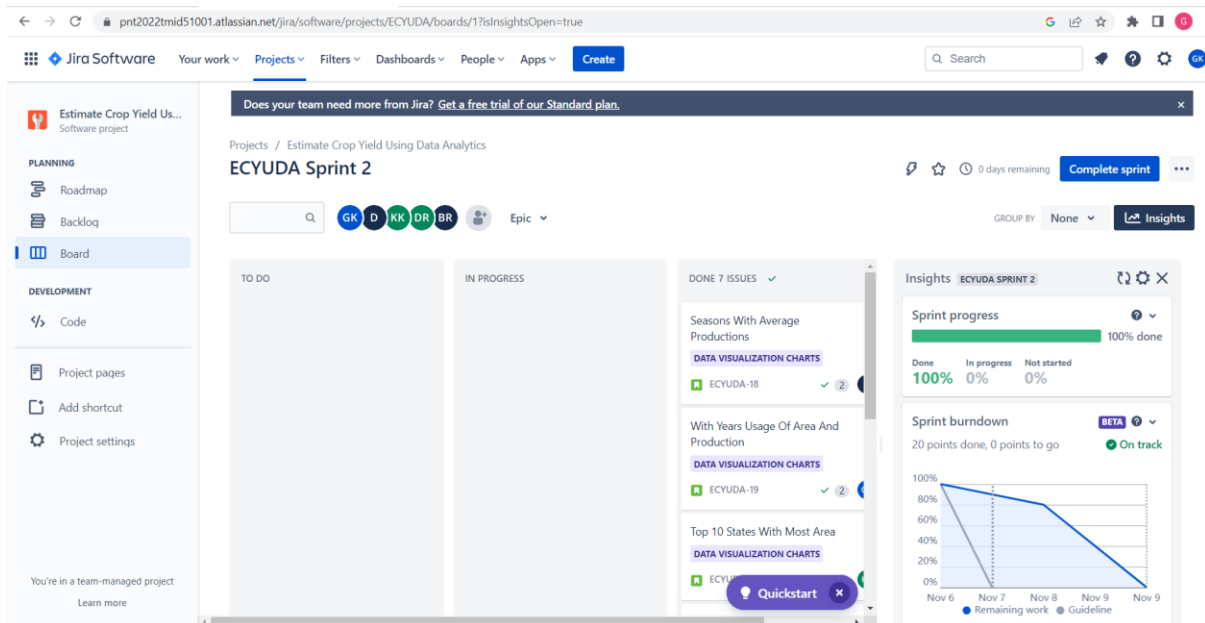 pnt2022tmid51001.atlassian.net/jira/software/projects/ECYUDA/boards/1?isInsightsOpen=true
G
G
Jira Software
Your work
Projects
Filters
Dashboards
People
Apps
Create
Search
GK
Estimate Crop Yield Us...
Software project
PLANNING
Roadmap
Backlog
Board
DEVELOPMENT
Code
Project pages
Add shortcut
Project settings
You're in a team-managed project
Learn more
Does your team need more from Jira? Get a free trial of our Standard plan.
Projects / Estimate Crop Yield Using Data Analytics
ECYUDA Sprint 2
0 days remaining
Complete sprint
GK D KK DR BR
Epic
GROUP BY None
Insights
TO DO
IN PROGRESS
DONE 7 ISSUES
Seasons With Average
Productions
DATA VISUALIZATION CHARTS
ECYUDA-18 2
With Years Usage Of Area And
Production
DATA VISUALIZATION CHARTS
ECYUDA-19 2
Top 10 States With Most Area
DATA VISUALIZATION CHARTS
Quickstart
Insights ECYUDA SPRINT 2
Sprint progress
100% done
Done In progress Not started
100% 0% 0%
Sprint burndown BETA
20 points done, 0 points to go On track
100%
80%
60%
40%
20%
0%
Nov 6 Nov 7 Nov 8 Nov 9 Nov 9
Remaining work Guideline